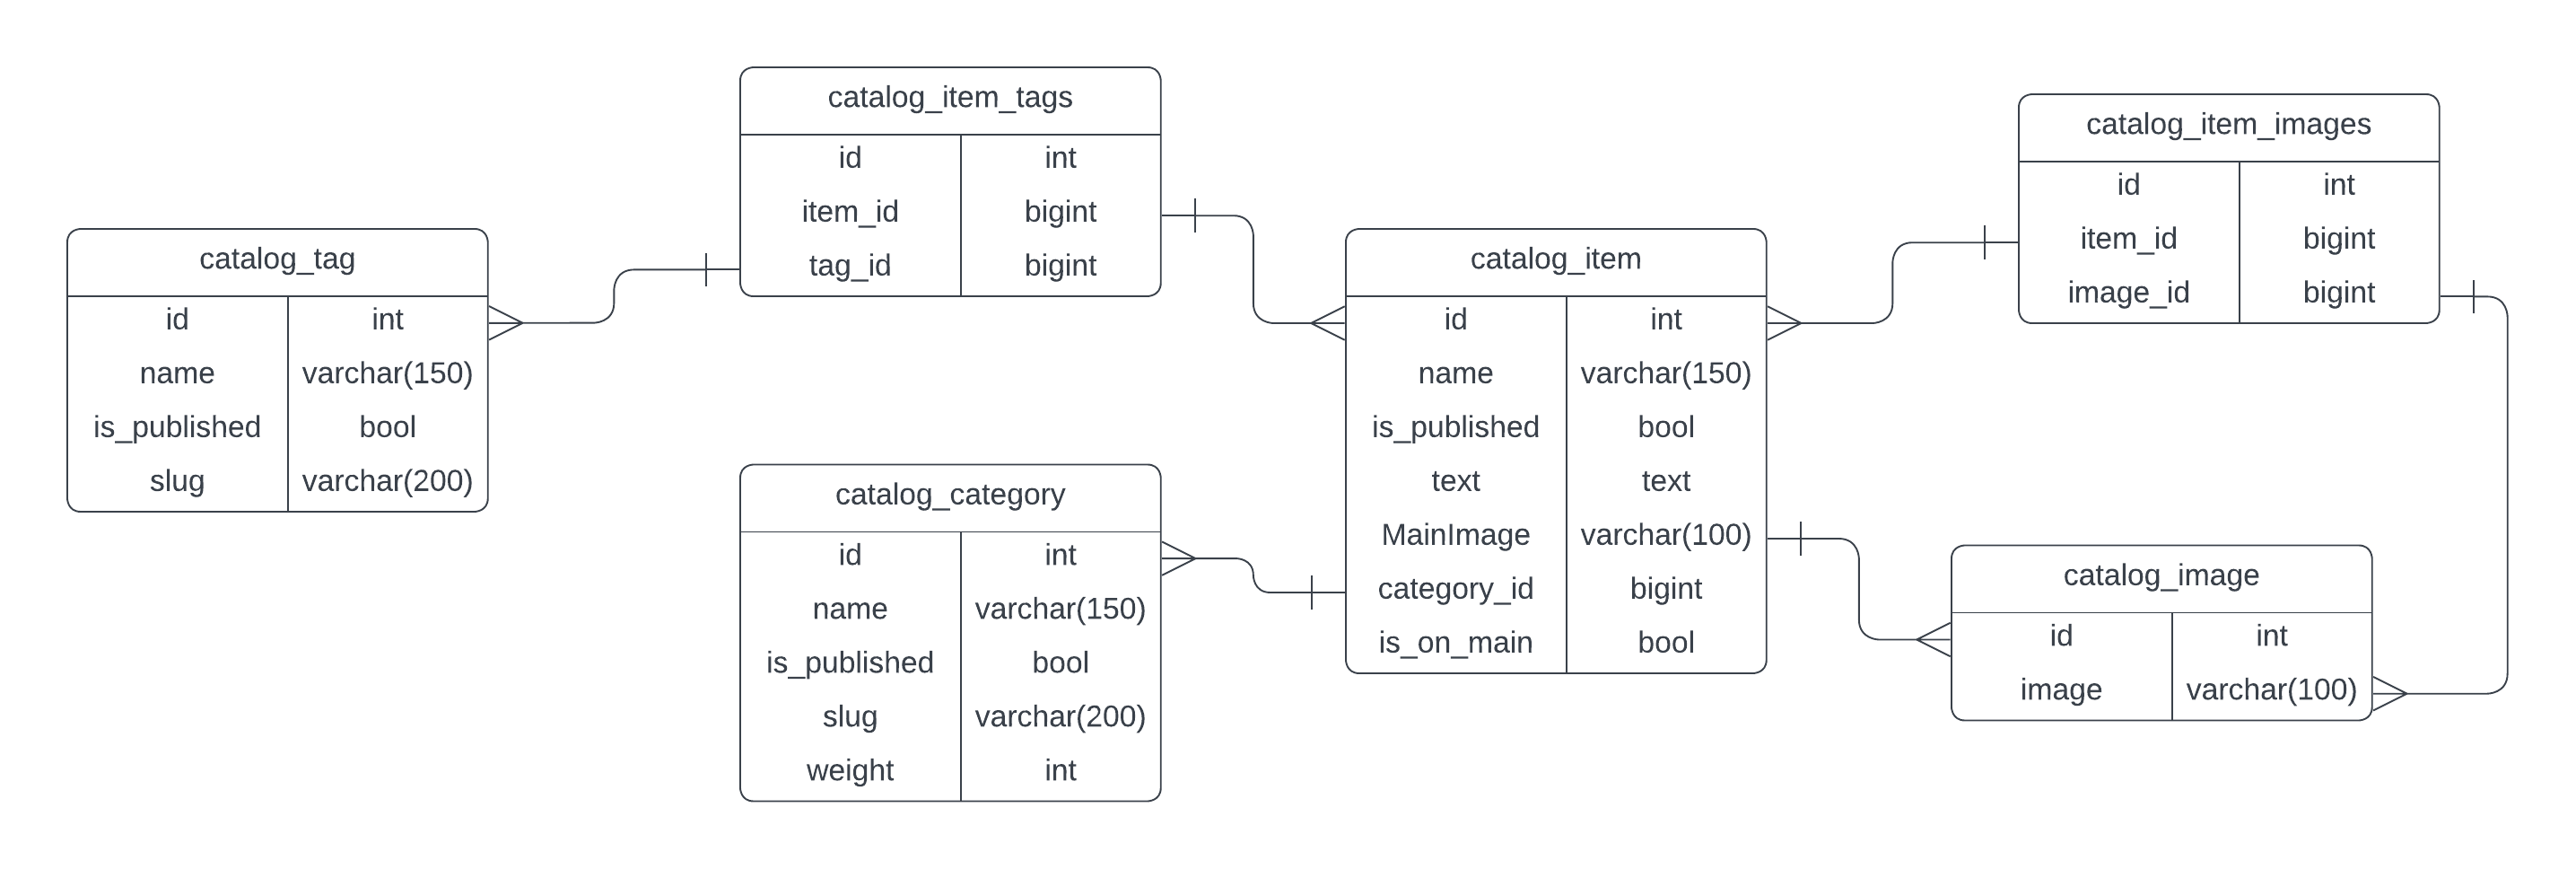 catalog_tag
id int
name varchar(150)
is_published bool
slug varchar(200)
catalog_item_tags
id int
item_id bigint
tag_id bigint
catalog_category
id int
name varchar(150)
is_published bool
slug varchar(200)
weight int
catalog_item
id int
name varchar(150)
is_published bool
text text
MainImage varchar(100)
category_id bigint
is_on_main bool
catalog_item_images
id int
item_id bigint
image_id bigint
catalog_image
id int
image varchar(100)